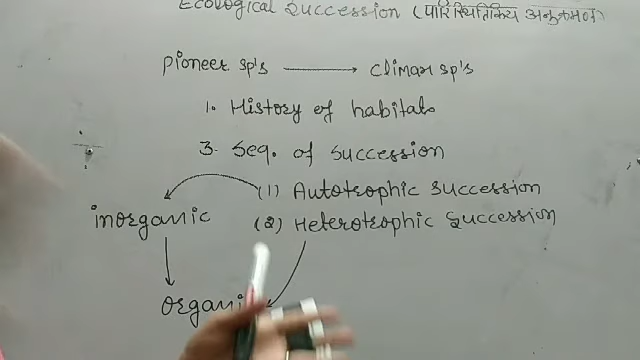 Ecological Succession (पारिस्थितिकिय अनुक्रमण)
Pioneer sp's → Climax sp's
1. History of habitats
3. Seq. of Succession
(1) Autotrophic Succession
inorganic (2) Heterotrophic Succession